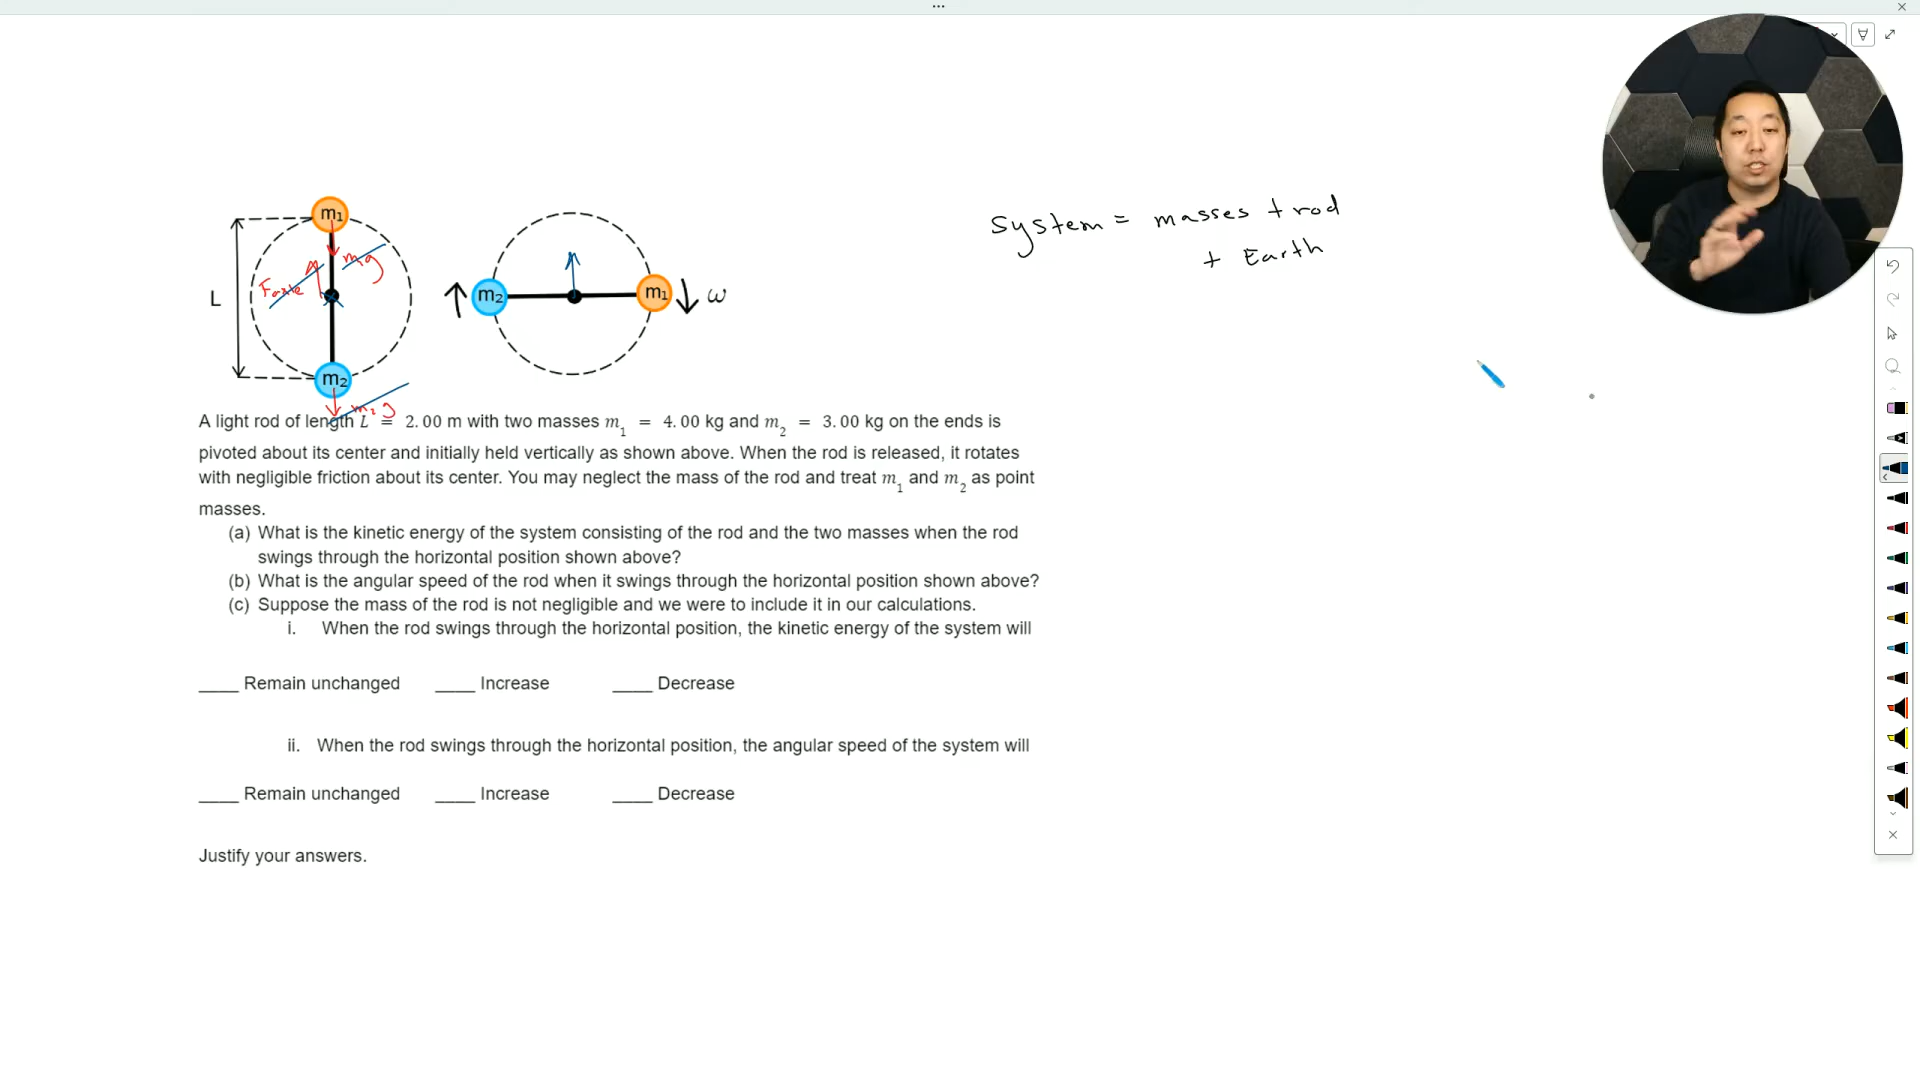 ...
m₁
mg
Faxle
L
m₂
m₁
ω
m₂
m₂g
System = masses + rod
+ Earth
A light rod of length L = 2.00 m with two masses m₁ = 4.00 kg and m₂ = 3.00 kg on the ends is
pivoted about its center and initially held vertically as shown above. When the rod is released, it rotates
with negligible friction about its center. You may neglect the mass of the rod and treat m₁ and m₂ as point
masses.
(a) What is the kinetic energy of the system consisting of the rod and the two masses when the rod
swings through the horizontal position shown above?
(b) What is the angular speed of the rod when it swings through the horizontal position shown above?
(c) Suppose the mass of the rod is not negligible and we were to include it in our calculations.
i. When the rod swings through the horizontal position, the kinetic energy of the system will
____ Remain unchanged ____ Increase ____ Decrease
ii. When the rod swings through the horizontal position, the angular speed of the system will
____ Remain unchanged ____ Increase ____ Decrease
Justify your answers.